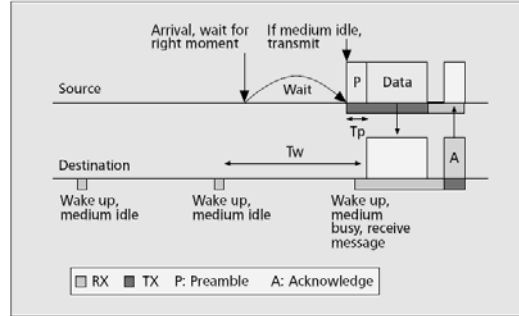 Arrival, wait for
right moment
If medium idle,
transmit
P
Data
Source
Wait
Tp
Tw
Destination
A
Wake up,
medium idle
Wake up,
medium idle
Wake up,
medium
busy, receive
message
RX TX P: Preamble A: Acknowledge